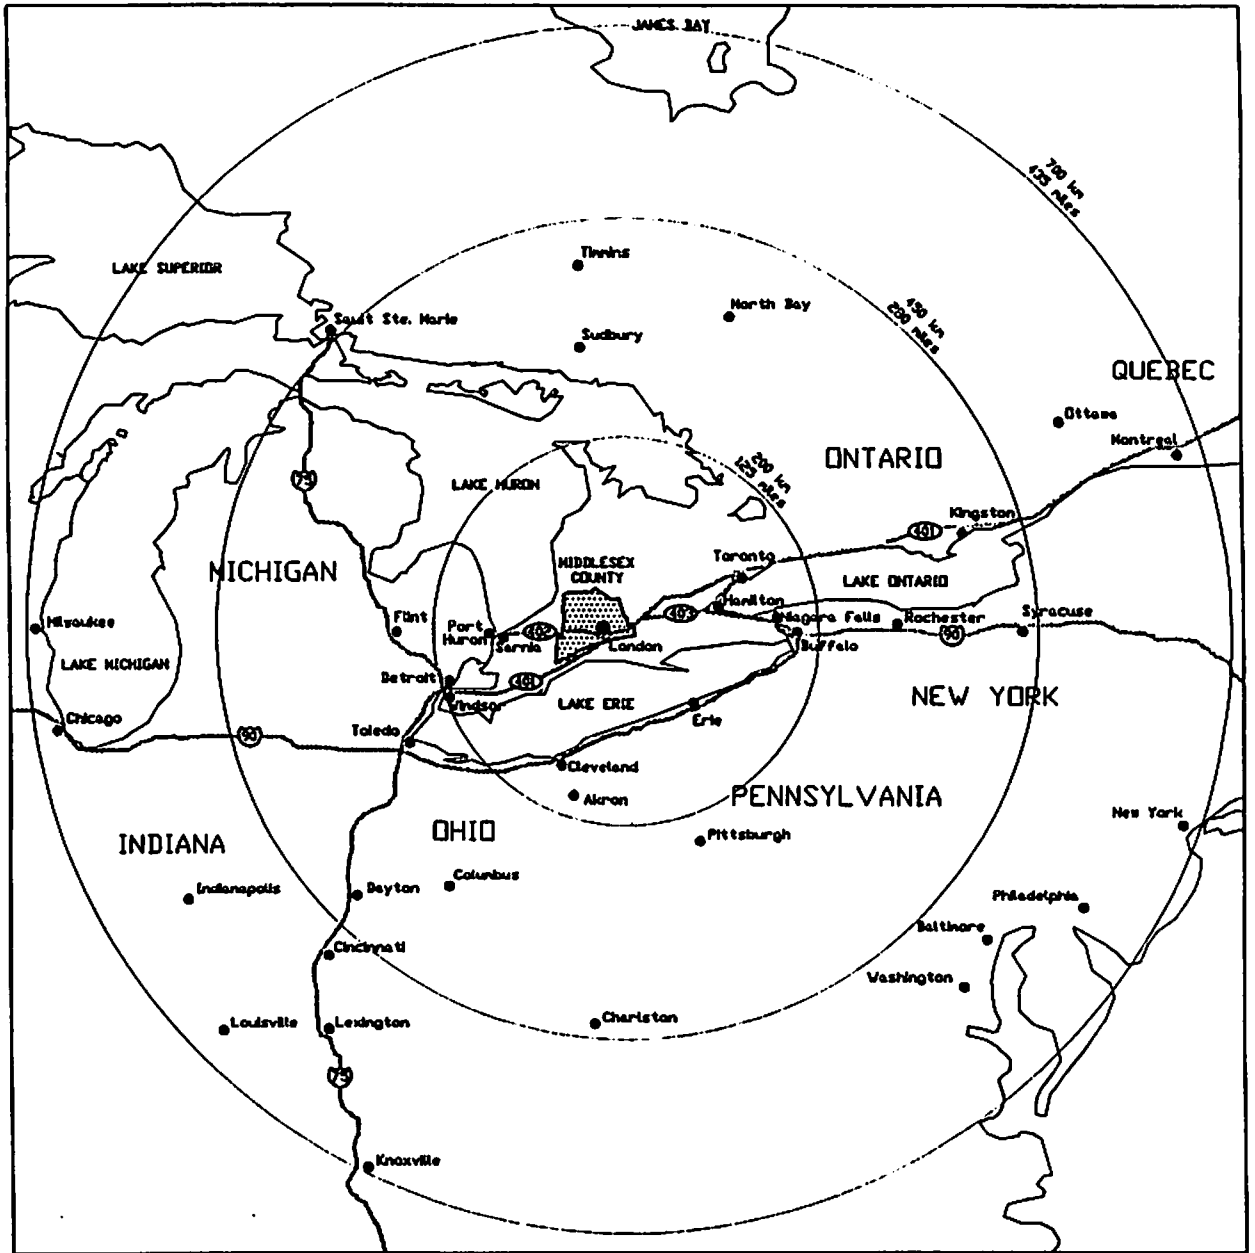 JAMES BAY
700 km
435 miles
Timmins
LAKE SUPERIOR
North Bay
450 km
280 miles
Sault Ste. Marie
Sudbury
QUEBEC
Ottawa
Montreal
ONTARIO
200 km
125 miles
75
LAKE HURON
Kingston
401
Toronto
MIDDLESEX
COUNTY
MICHIGAN
LAKE ONTARIO
Hamilton
403
Flint
Port
Huron
Sarnia
402
London
Niagara Falls
Buffalo
Rochester
90
Syracuse
Milwaukee
LAKE MICHIGAN
Detroit
Windsor
401
LAKE ERIE
NEW YORK
Erie
Chicago
90
Toledo
Cleveland
Akron
PENNSYLVANIA
New York
OHIO
Pittsburgh
INDIANA
Indianapolis
Dayton
Columbus
Philadelphia
Baltimore
Cincinnati
Washington
Louisville
Lexington
Charlston
75
Knoxville